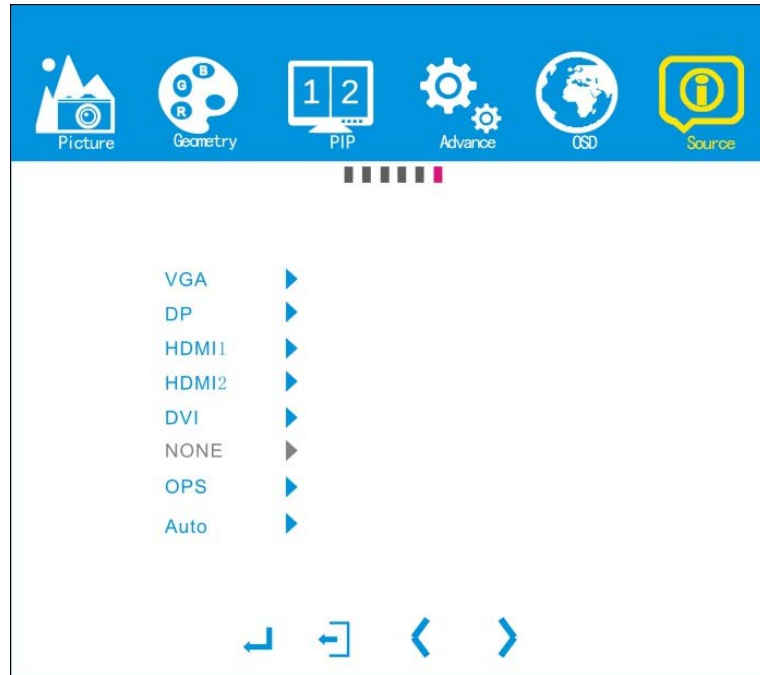 R G B
1 2
Picture
Geometry
PIP
Advance
OSD
Source
VGA
DP
HDMI1
HDMI2
DVI
NONE
OPS
Auto